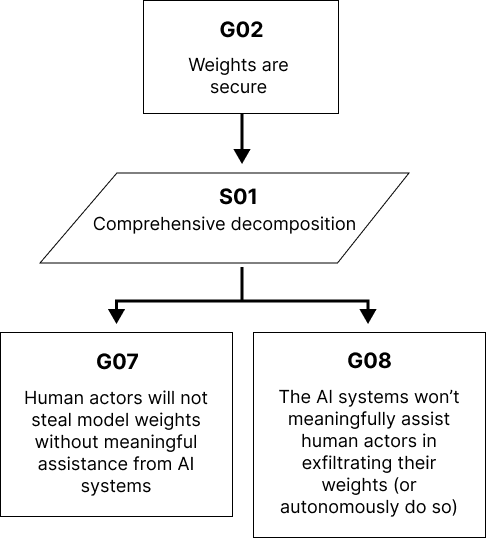 G02
Weights are
secure
S01
Comprehensive decomposition
G07
Human actors will not
steal model weights
without meaningful
assistance from AI
systems
G08
The AI systems won’t
meaningfully assist
human actors in
exfiltrating their
weights (or
autonomously do so)